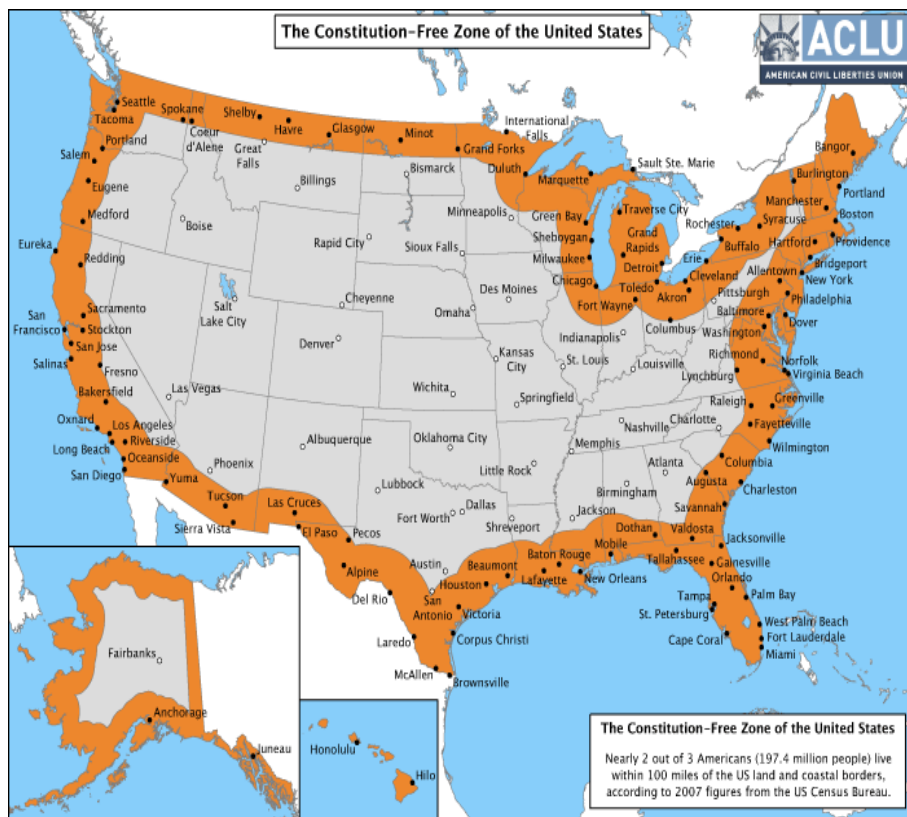 The Constitution-Free Zone of the United States
ACLU
AMERICAN CIVIL LIBERTIES UNION
Seattle
Tacoma
Spokane
Coeur
d'Alene
Shelby
Great
Falls
Havre
Glasgow
Minot
Grand Forks
International
Falls
Duluth
Marquette
Sault Ste. Marie
Bangor
Burlington
Portland
Manchester
Boston
Portland
Salem
Eugene
Medford
Eureka
Redding
Boise
Billings
Bismarck
Minneapolis
Rapid City
Sioux Falls
Green Bay
Sheboygan
Milwaukee
Chicago
Traverse City
Grand
Rapids
Detroit
Toledo
Fort Wayne
Rochester
Syracuse
Buffalo
Erie
Cleveland
Akron
Hartford
Providence
Bridgeport
New York
Allentown
Pittsburgh
Philadelphia
Baltimore
Washington
Dover
Sacramento
San
Francisco
Stockton
San Jose
Salinas
Fresno
Bakersfield
Salt
Lake City
Cheyenne
Denver
Omaha
Des Moines
Indianapolis
Columbus
Kansas
City
St. Louis
Louisville
Richmond
Norfolk
Virginia Beach
Lynchburg
Las Vegas
Oxnard
Los Angeles
Long Beach
Riverside
Oceanside
San Diego
Wichita
Springfield
Nashville
Charlotte
Raleigh
Greenville
Fayetteville
Wilmington
Albuquerque
Oklahoma City
Memphis
Little Rock
Phoenix
Yuma
Tucson
Sierra Vista
Las Cruces
El Paso
Lubbock
Fort Worth
Dallas
Shreveport
Jackson
Birmingham
Atlanta
Augusta
Columbia
Charleston
Savannah
Pecos
Alpine
Del Rio
Austin
San
Antonio
Houston
Beaumont
Victoria
Lafayette
Baton Rouge
New Orleans
Mobile
Dothan
Valdosta
Tallahassee
Jacksonville
Gainesville
Orlando
Palm Bay
Tampa
St. Petersburg
Cape Coral
West Palm Beach
Fort Lauderdale
Miami
Laredo
Corpus Christi
McAllen
Brownsville
Fairbanks
Anchorage
Juneau
Honolulu
Hilo
The Constitution-Free Zone of the United States
Nearly 2 out of 3 Americans (197.4 million people) live
within 100 miles of the US land and coastal borders,
according to 2007 figures from the US Census Bureau.